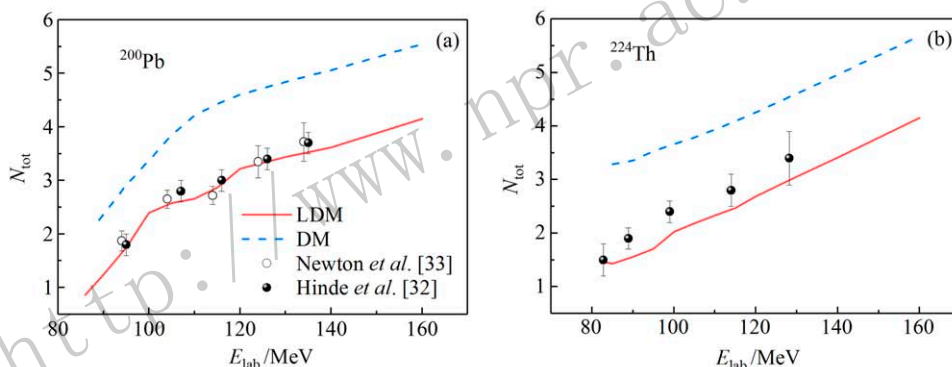 6
5
4
3
2
1
N_tot
²⁰⁰Pb
(a)
LDM
DM
Newton et al. [33]
Hinde et al. [32]
80 100 120 140 160
E_lab/MeV
6
5
4
3
2
1
N_tot
²²⁴Th
(b)
80 100 120 140 160
E_lab/MeV
http://www.npr.ac.